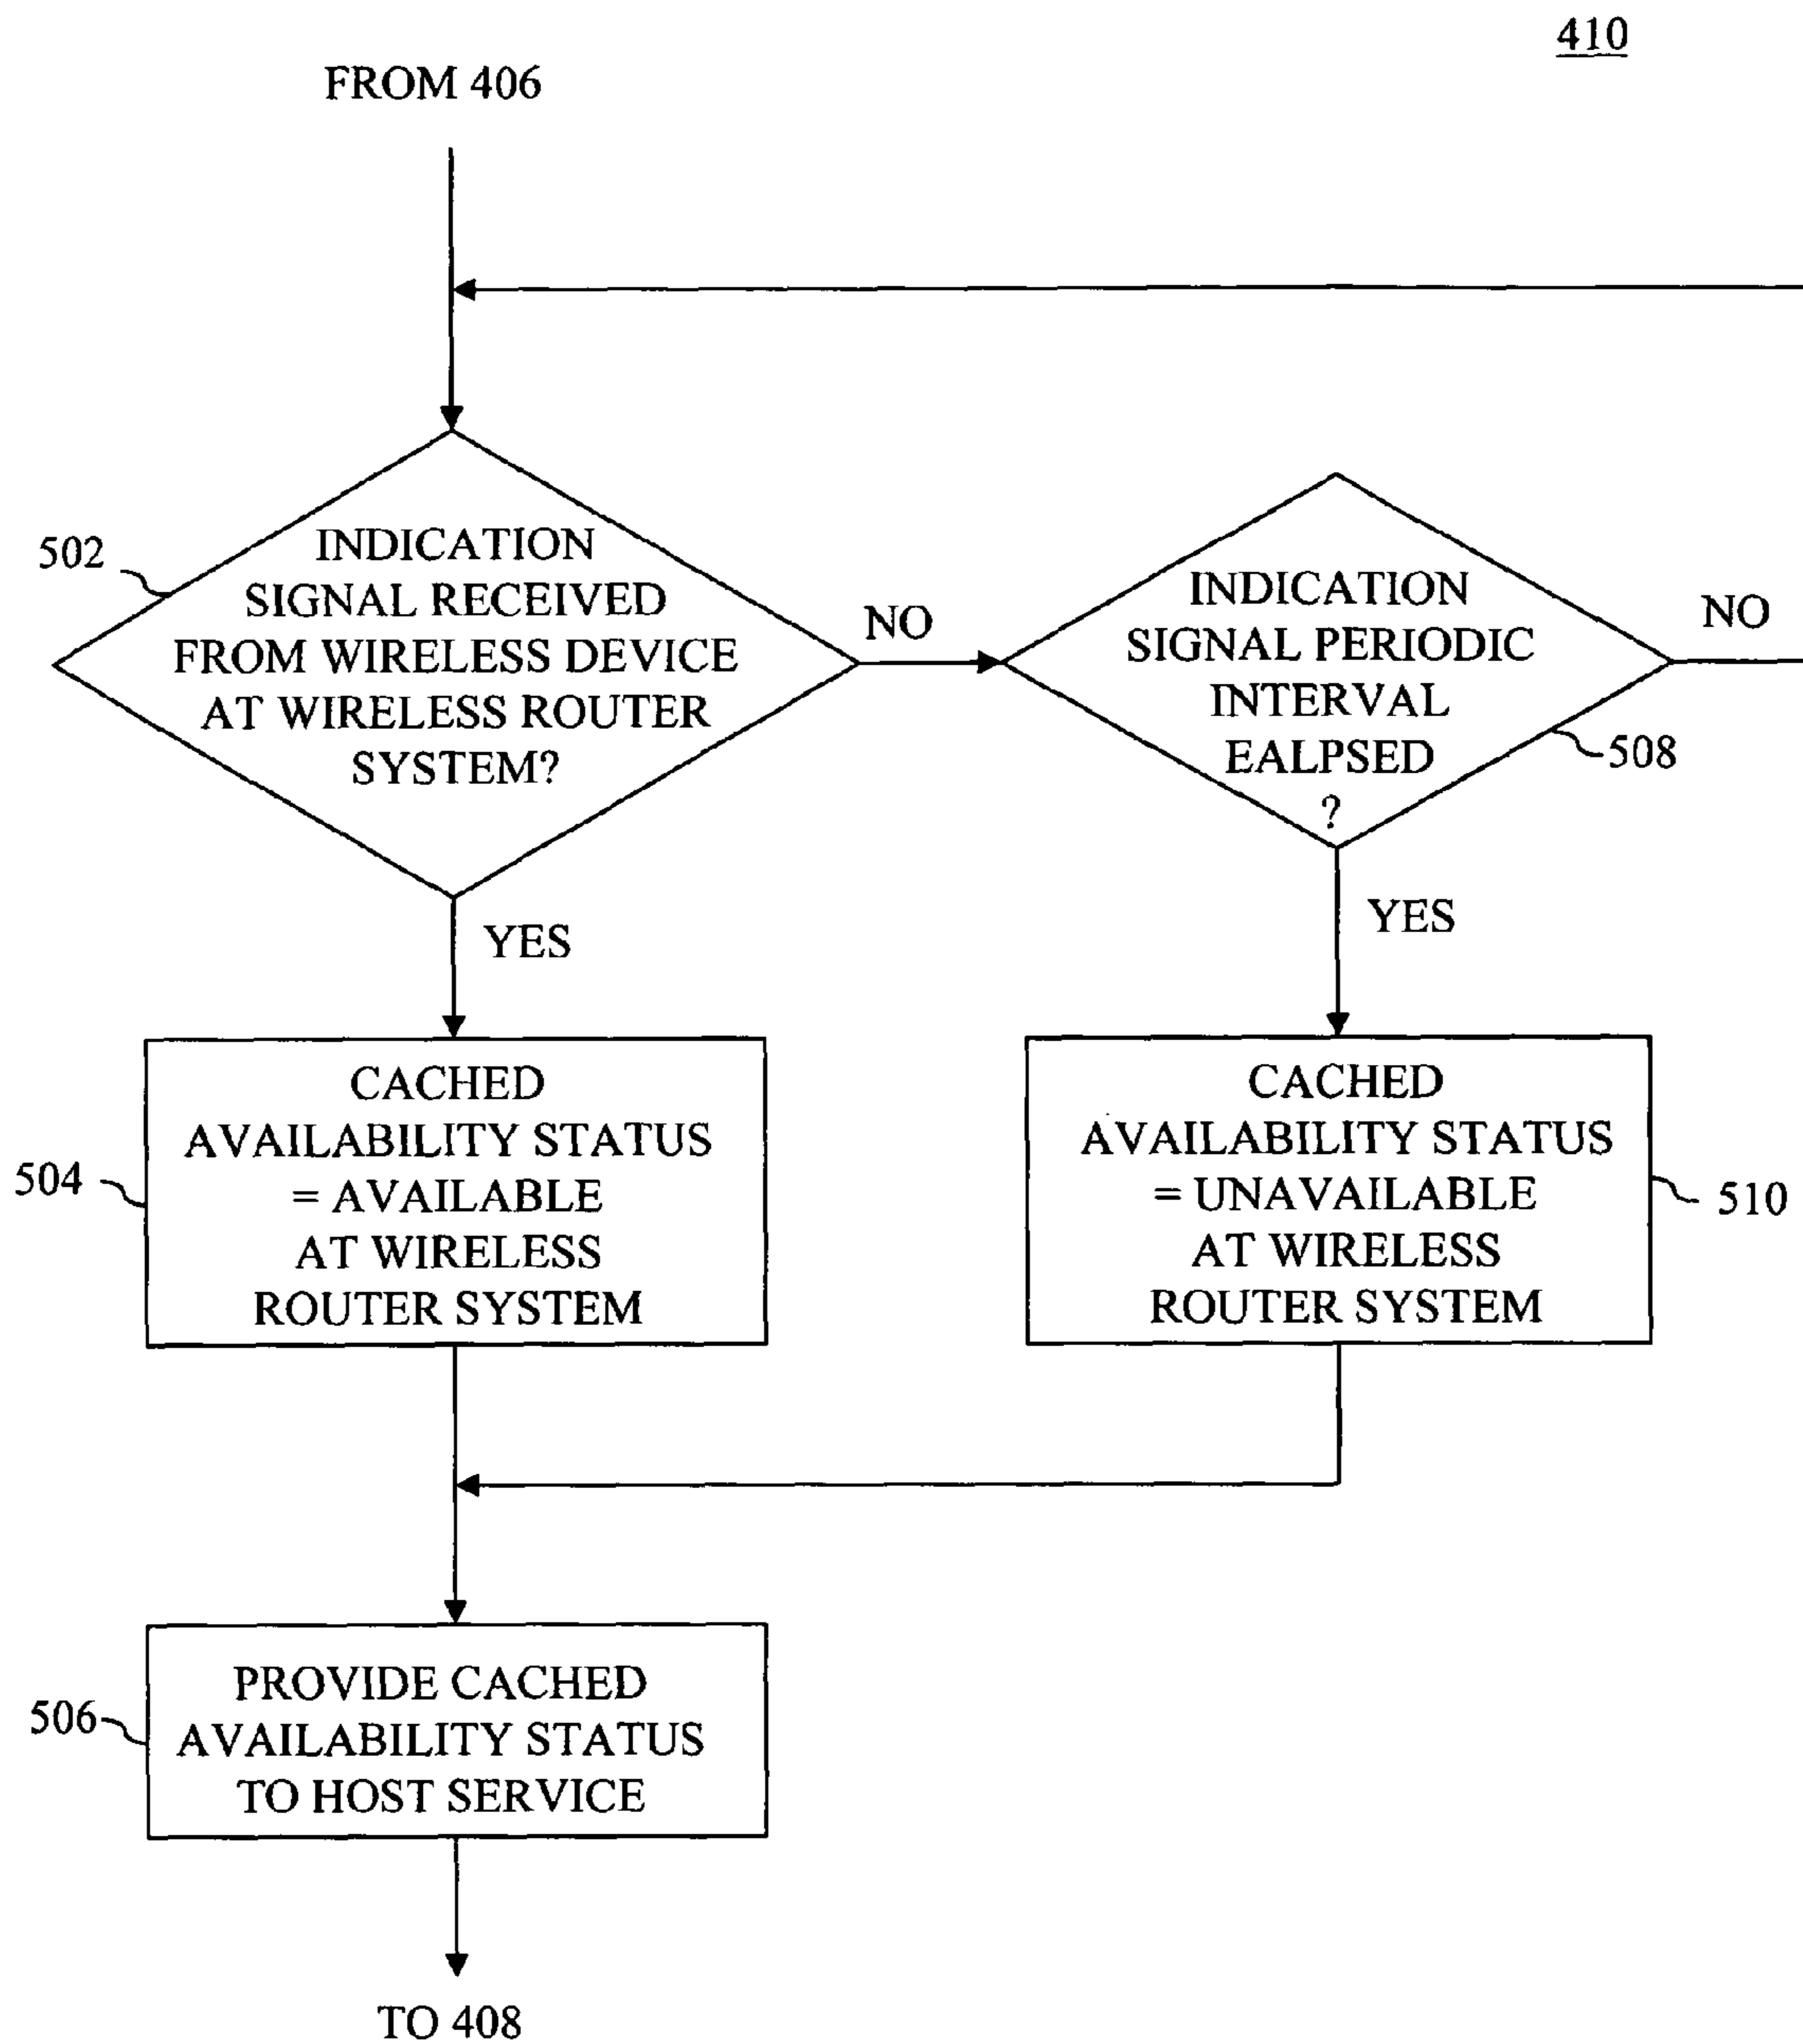 410
FROM 406
502
INDICATION
SIGNAL RECEIVED
FROM WIRELESS DEVICE
AT WIRELESS ROUTER
SYSTEM?
NO
INDICATION
SIGNAL PERIODIC
INTERVAL
EALPSED
?
NO
508
YES
YES
504
CACHED
AVAILABILITY STATUS
= AVAILABLE
AT WIRELESS
ROUTER SYSTEM
CACHED
AVAILABILITY STATUS
= UNAVAILABLE
AT WIRELESS
ROUTER SYSTEM
510
506
PROVIDE CACHED
AVAILABILITY STATUS
TO HOST SERVICE
TO 408